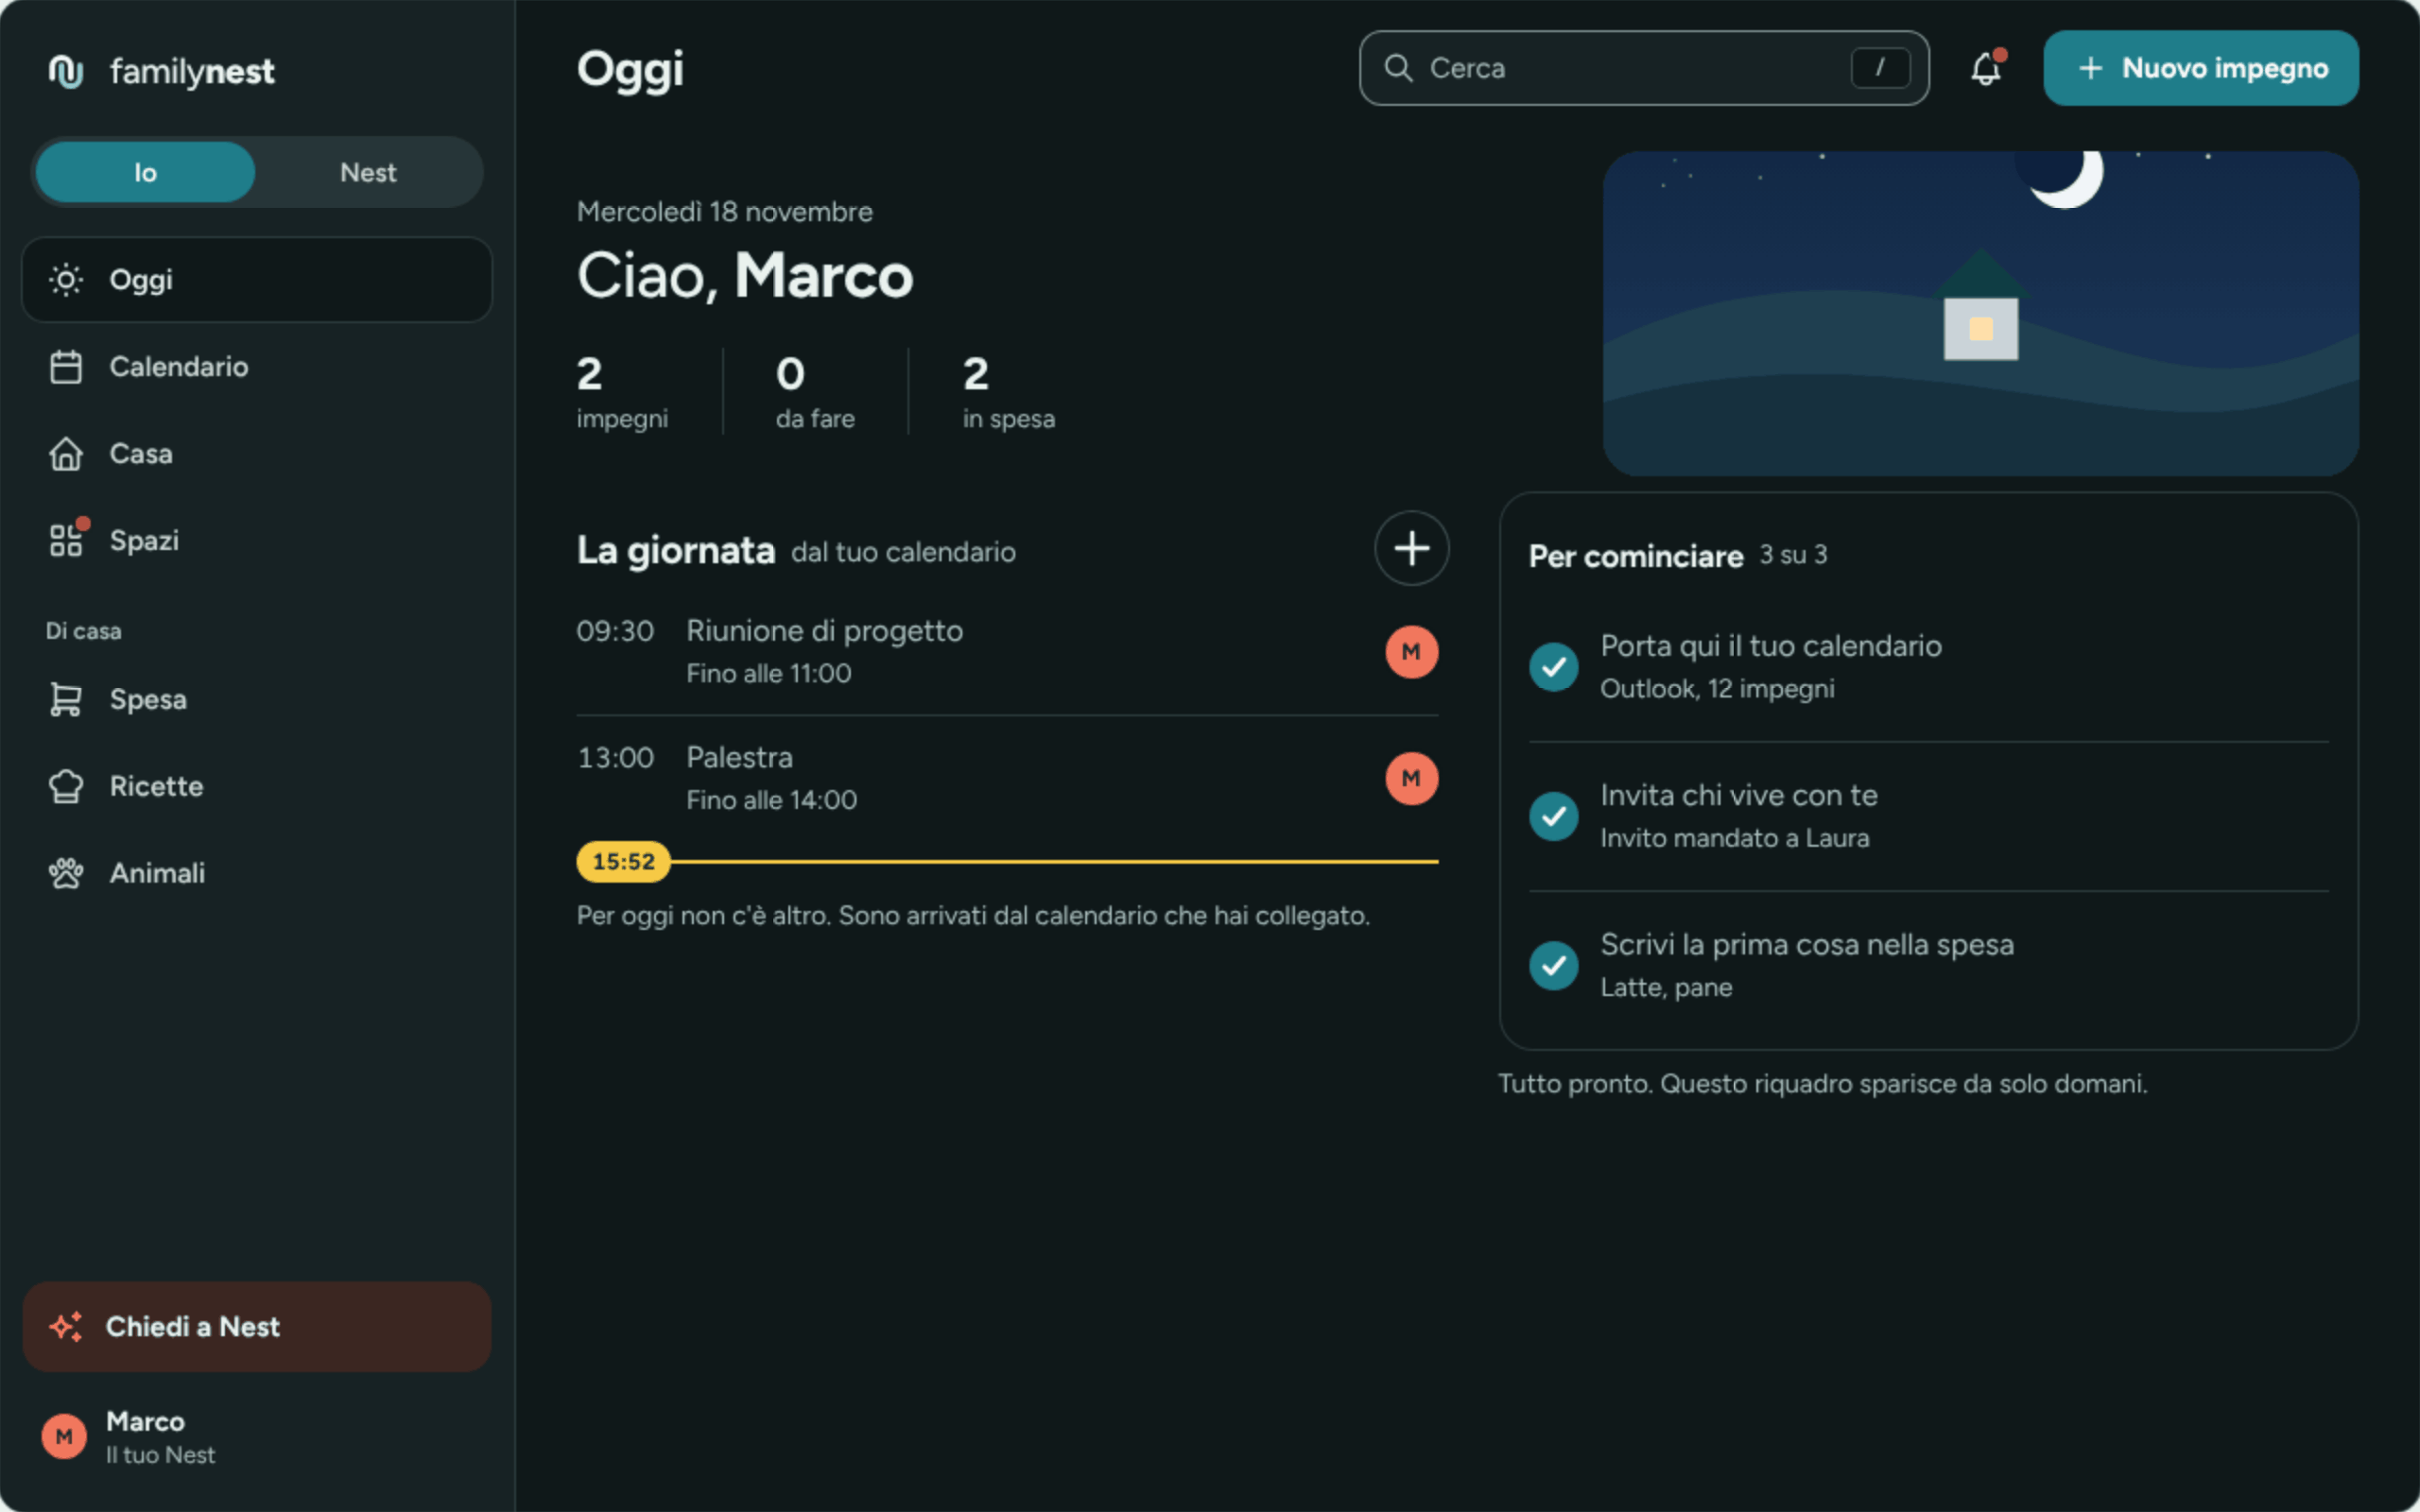 familynest
Io
Nest
Oggi
Calendario
Casa
Spazi
Di casa
Spesa
Ricette
Animali
Chiedi a Nest
M
Marco
Il tuo Nest
Oggi
Cerca
/
Nuovo impegno
Mercoledì 18 novembre
Ciao, Marco
2
impegni
0
da fare
2
in spesa
La giornata dal tuo calendario
09:30 Riunione di progetto
Fino alle 11:00
M
13:00 Palestra
Fino alle 14:00
M
15:52
Per oggi non c'è altro. Sono arrivati dal calendario che hai collegato.
Per cominciare 3 su 3
Porta qui il tuo calendario
Outlook, 12 impegni
Invita chi vive con te
Invito mandato a Laura
Scrivi la prima cosa nella spesa
Latte, pane
Tutto pronto. Questo riquadro sparisce da solo domani.